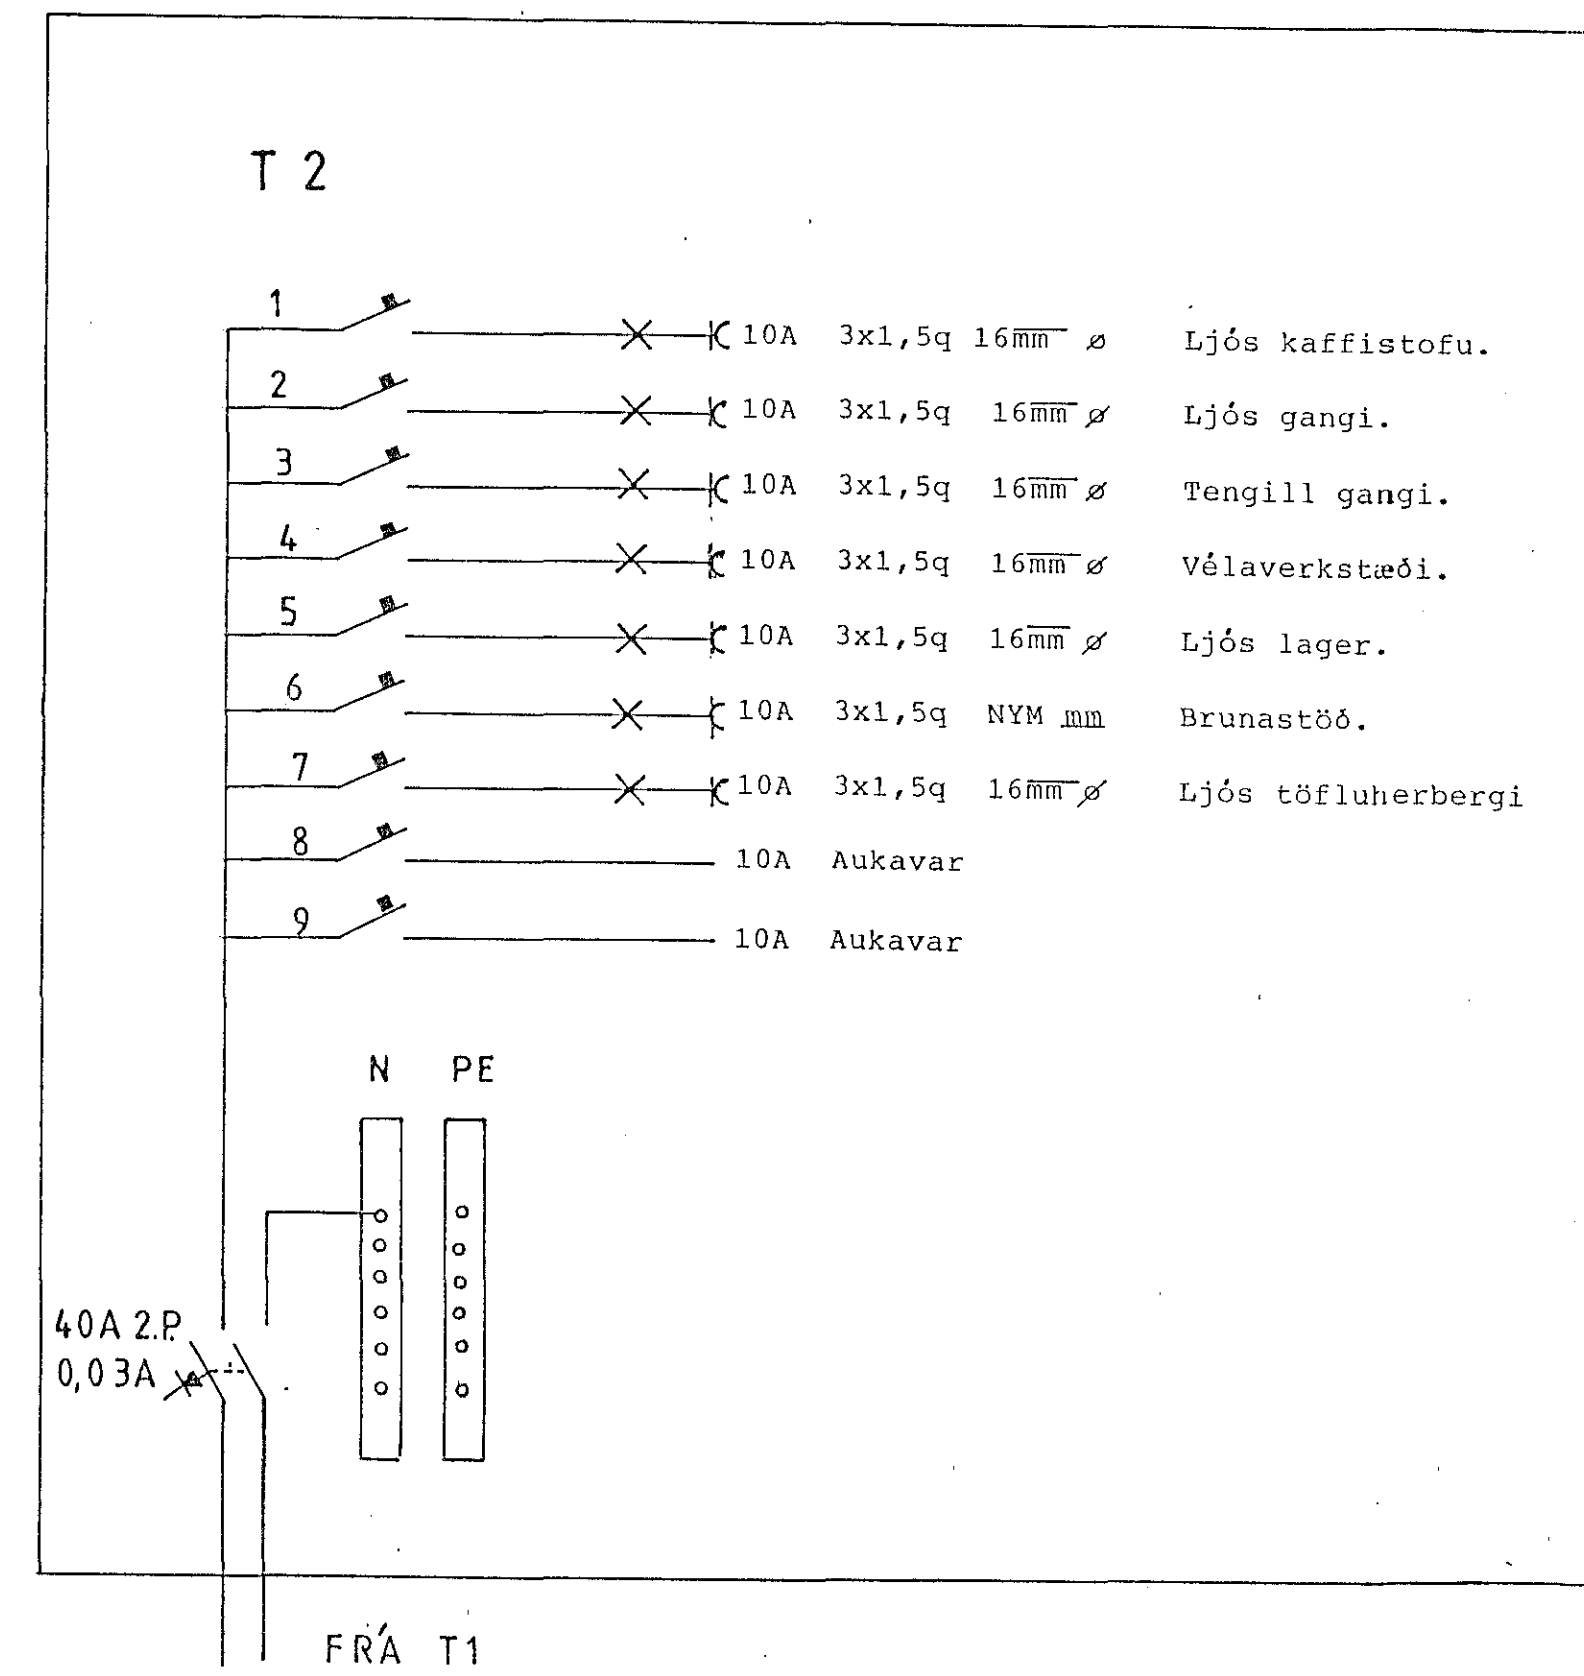 T 2
1 10A 3x1,5q 16mm ø Ljós kaffistofu.
2 10A 3x1,5q 16mm ø Ljós gangi.
3 10A 3x1,5q 16mm ø Tengill gangi.
4 10A 3x1,5q 16mm ø Vélaverkstæði.
5 10A 3x1,5q 16mm ø Ljós lager.
6 10A 3x1,5q NYM mm Brunastöð.
7 10A 3x1,5q 16mm ø Ljós töfluherbergi
8 10A Aukavar
9 10A Aukavar
N PE
40A 2.P.
0,03A
FRÁ T1